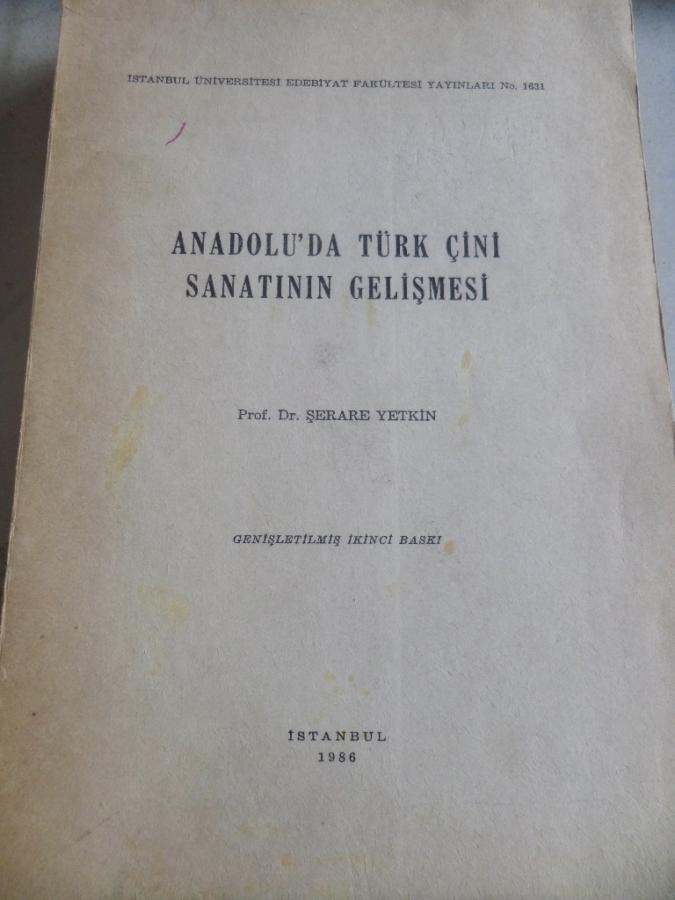 İSTANBUL ÜNİVERSİTESİ EDEBİYAT FAKÜLTESİ YAYINLARI No. 1631
ANADOLU'DA TÜRK ÇİNİ
SANATININ GELİŞMESİ
Prof. Dr. ŞERARE YETKİN
GENİŞLETİLMİŞ İKİNCİ BASKI
İSTANBUL
1986